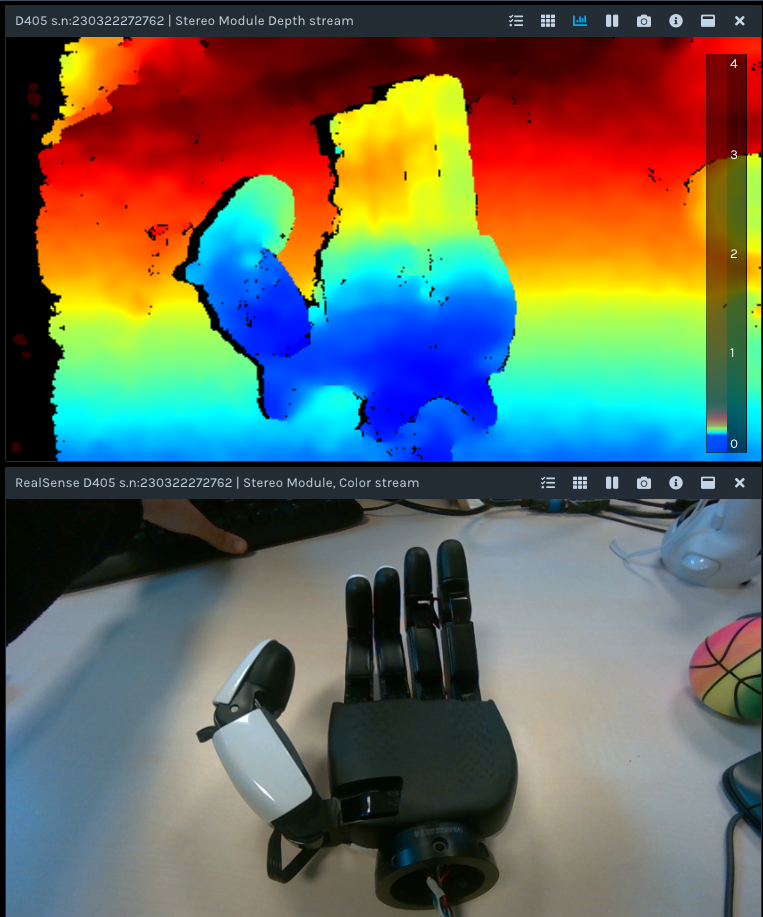 D405 s.n:230322272762 | Stereo Module Depth stream
4
3
2
1
0
RealSense D405 s.n:230322272762 | Stereo Module, Color stream